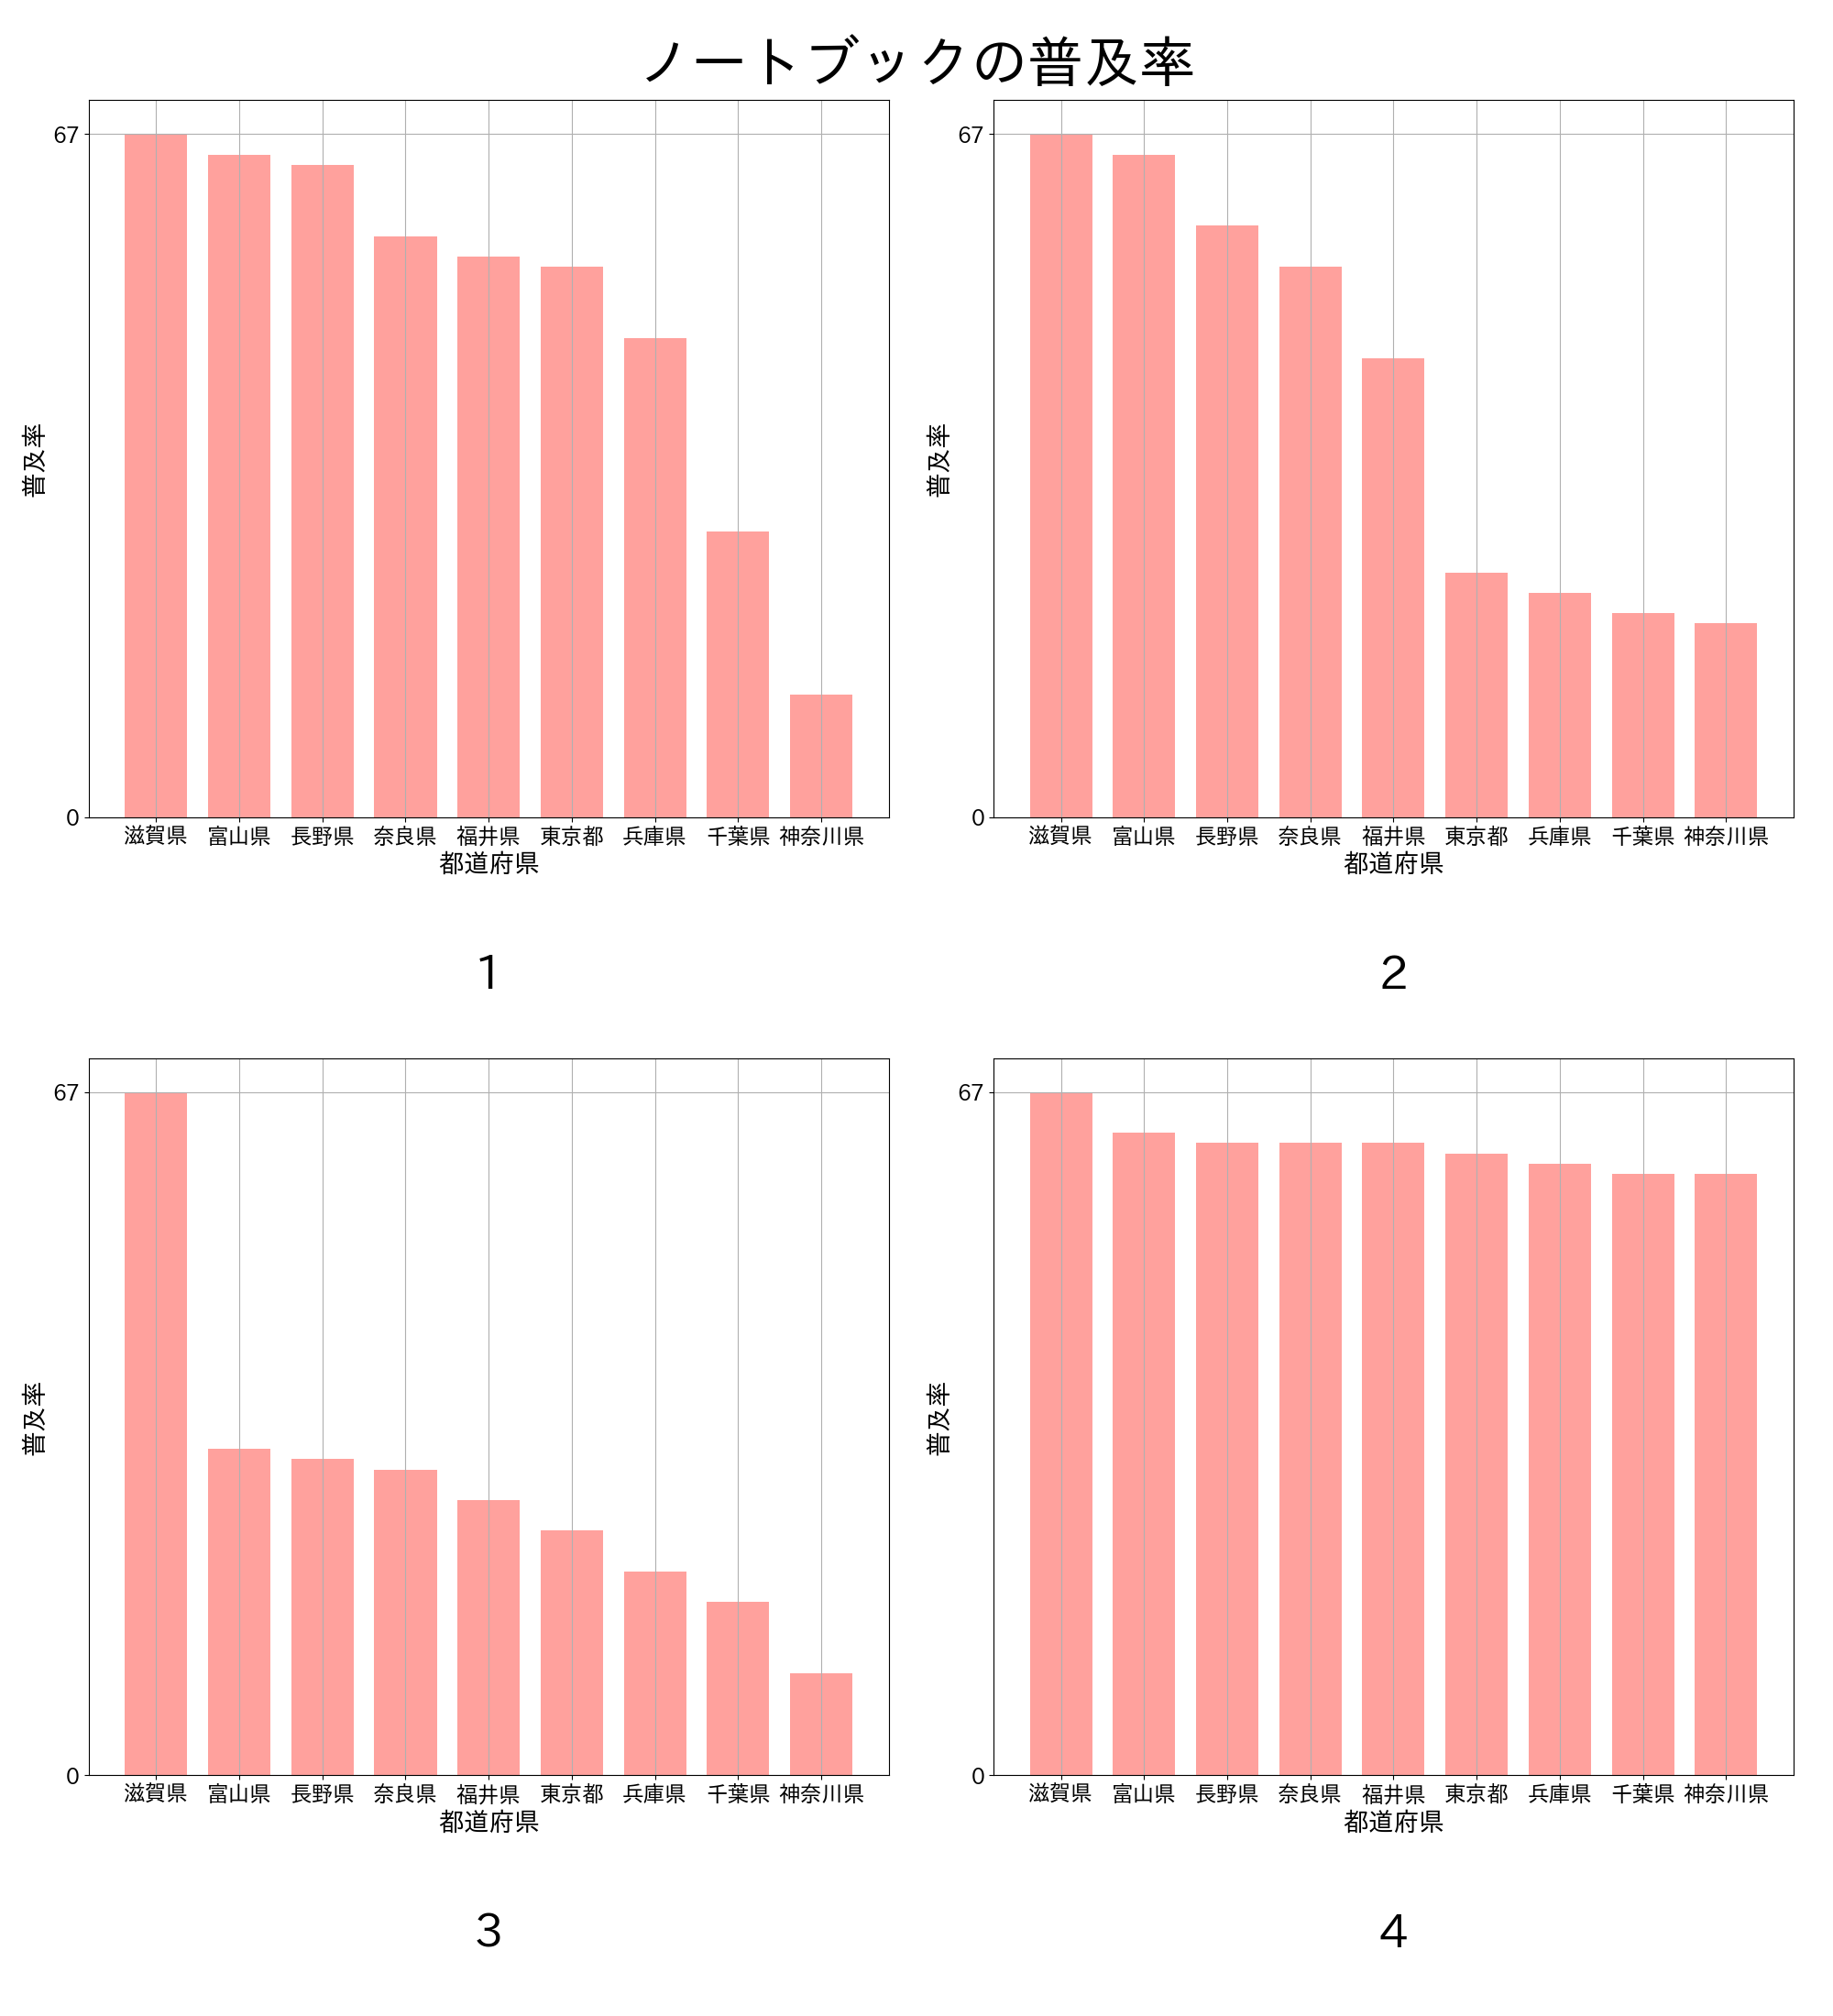 ノートブックの普及率
67
0
普及率
滋賀県 富山県 長野県 奈良県 福井県 東京都 兵庫県 千葉県 神奈川県
都道府県
1
67
0
普及率
滋賀県 富山県 長野県 奈良県 福井県 東京都 兵庫県 千葉県 神奈川県
都道府県
2
67
0
普及率
滋賀県 富山県 長野県 奈良県 福井県 東京都 兵庫県 千葉県 神奈川県
都道府県
3
67
0
普及率
滋賀県 富山県 長野県 奈良県 福井県 東京都 兵庫県 千葉県 神奈川県
都道府県
4